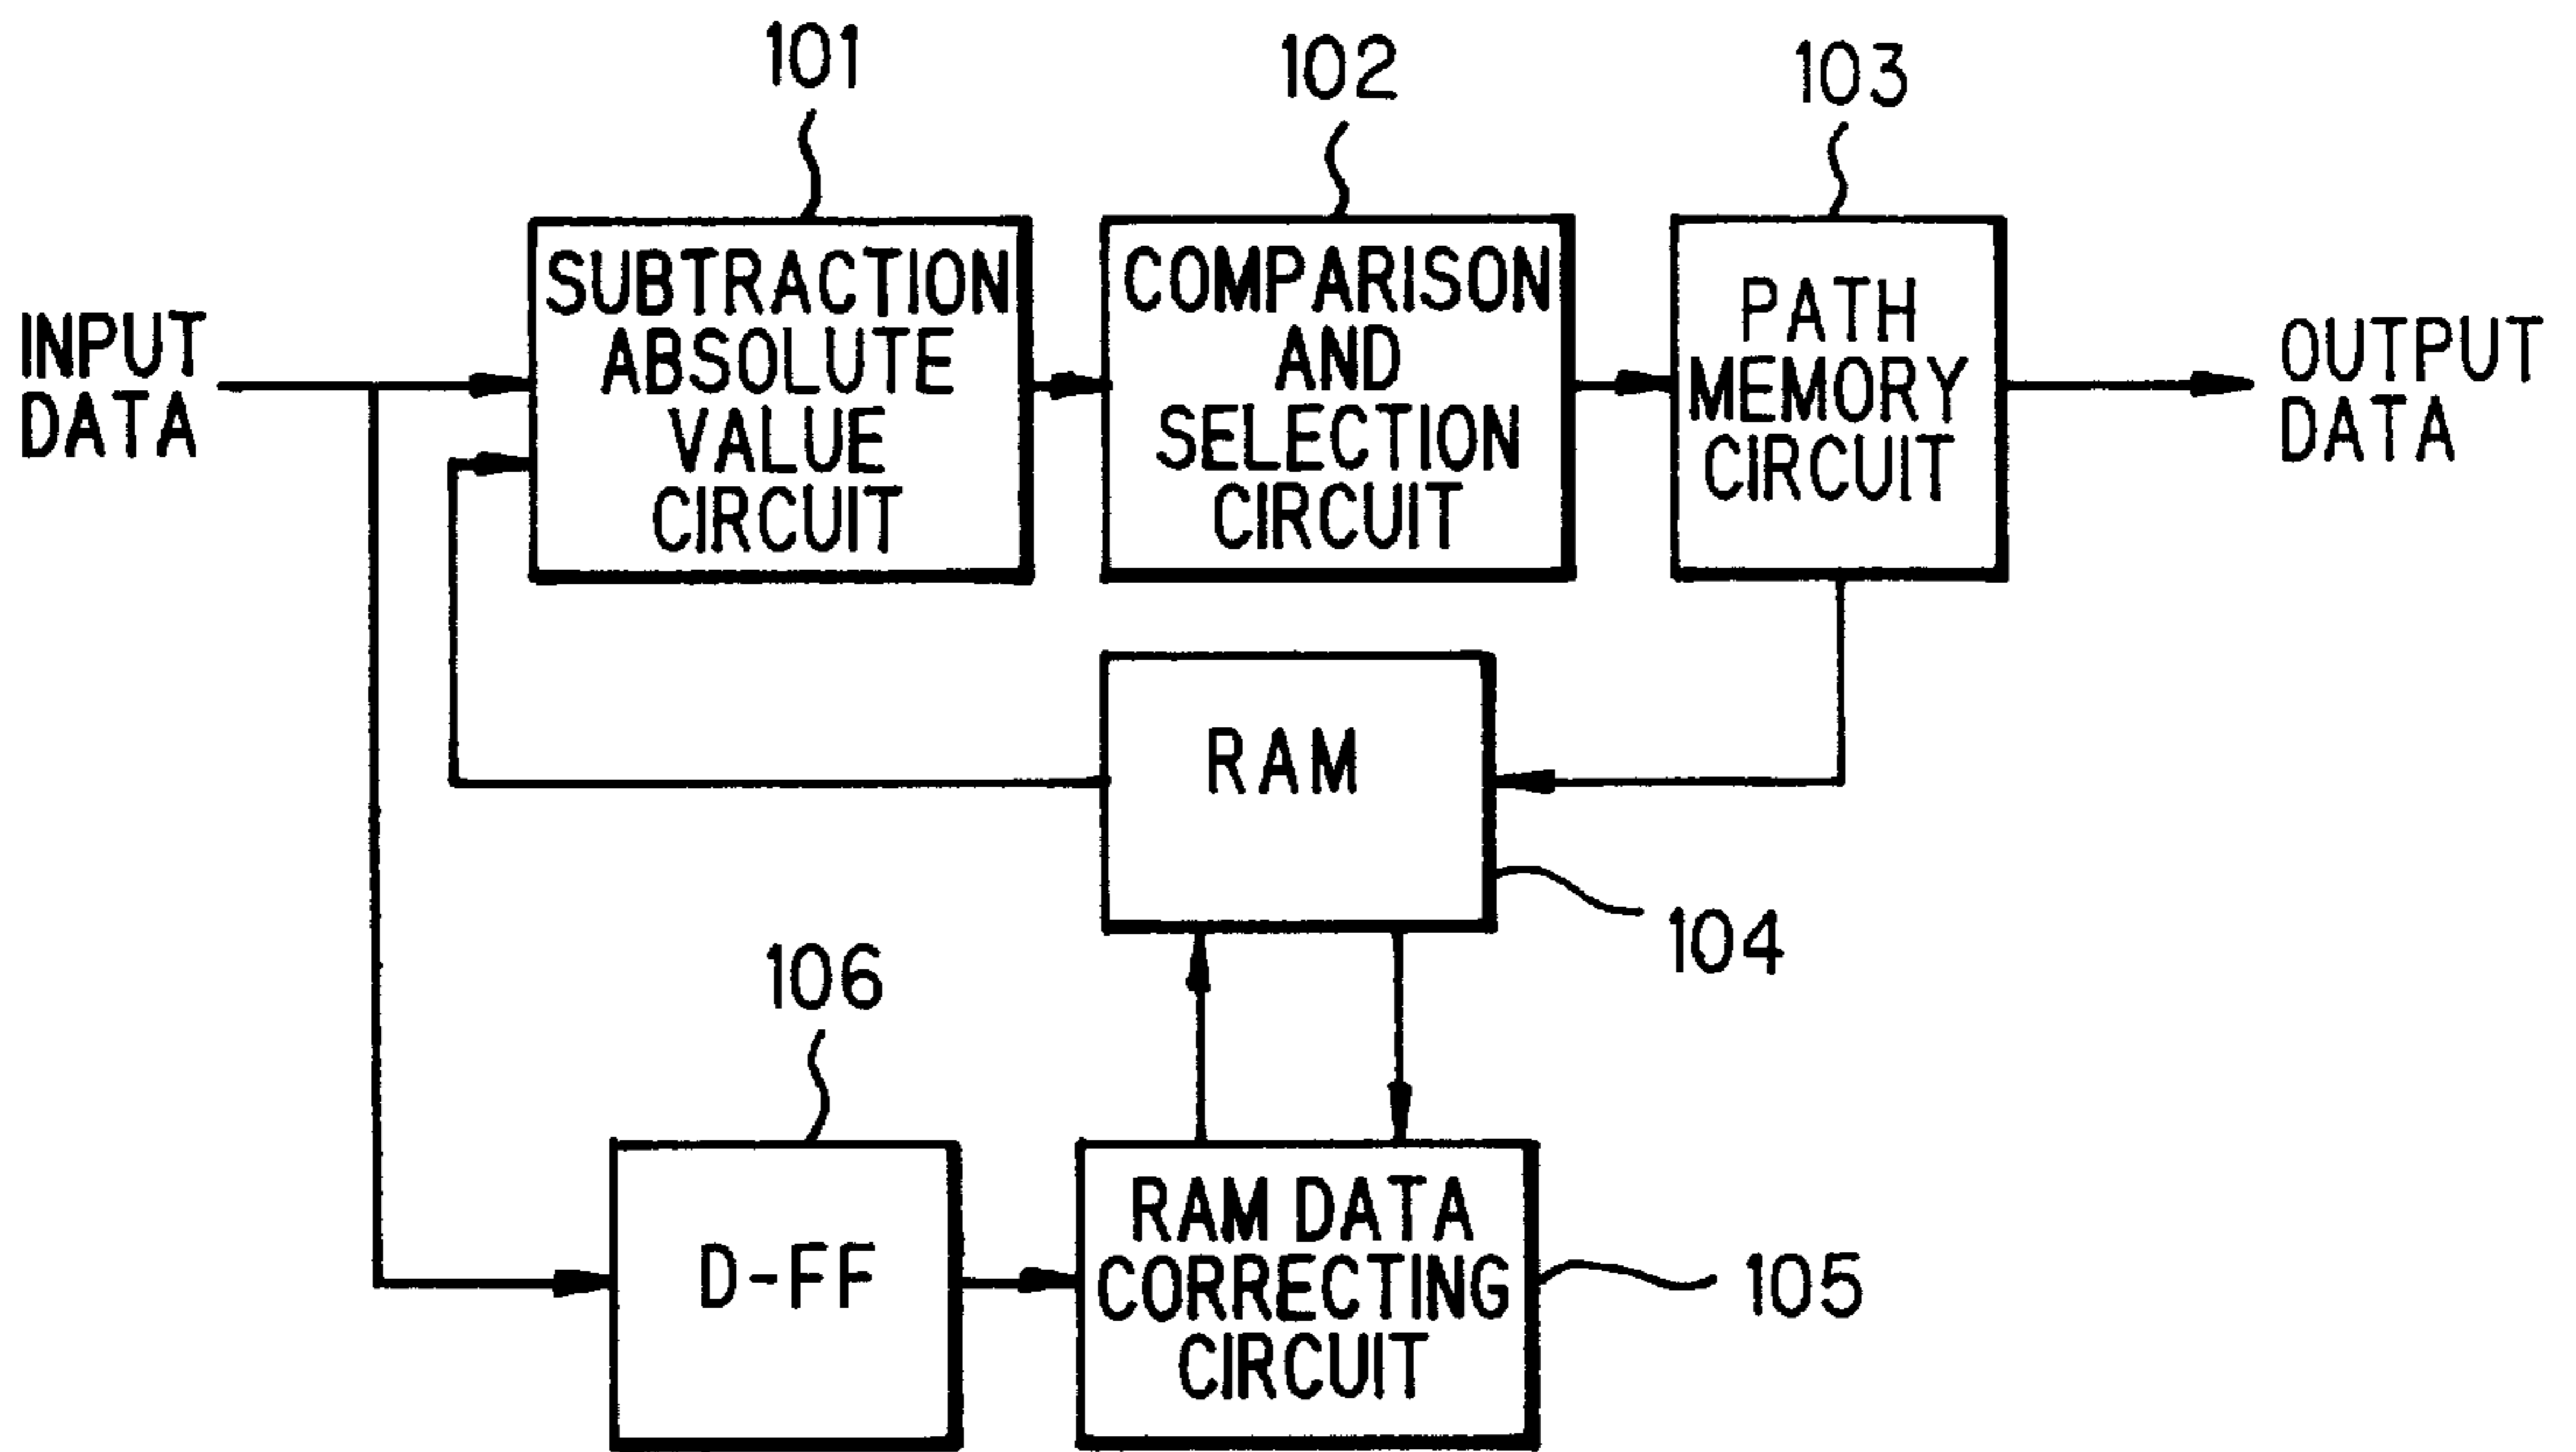 101
102
103
INPUT
DATA
SUBTRACTION
ABSOLUTE
VALUE
CIRCUIT
COMPARISON
AND
SELECTION
CIRCUIT
PATH
MEMORY
CIRCUIT
OUTPUT
DATA
RAM
104
106
D-FF
RAM DATA
CORRECTING
CIRCUIT
105